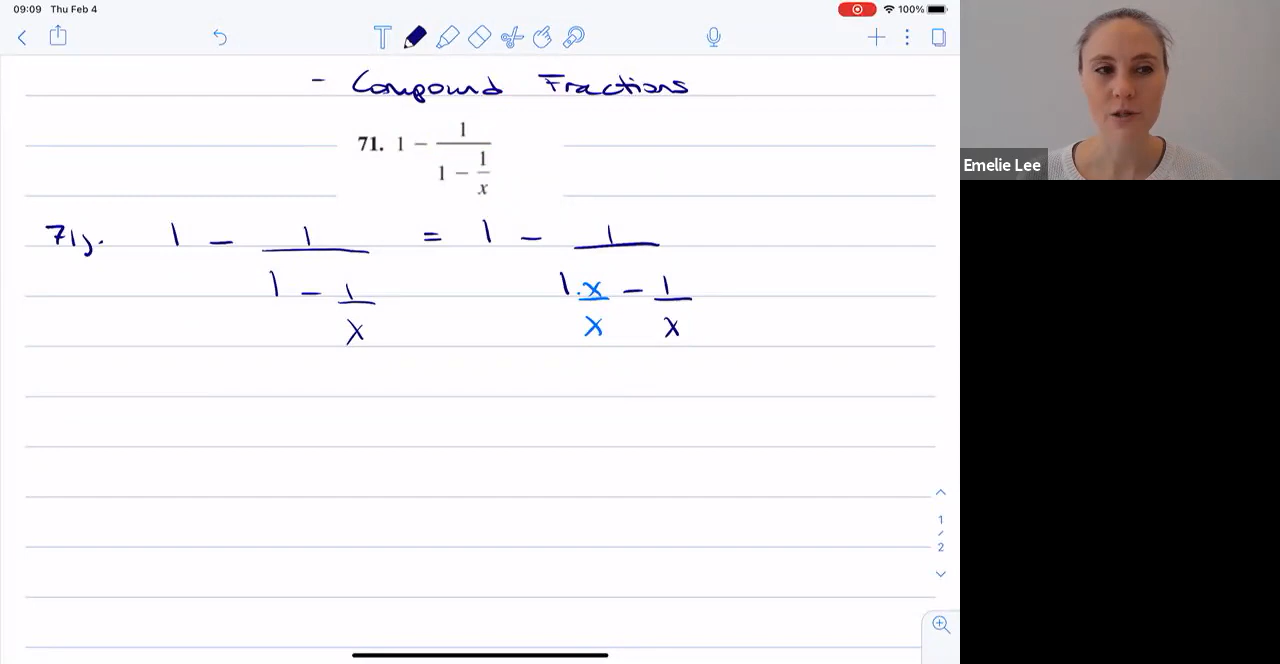 09:09 Thu Feb 4
100%
- Compound Fractions
71. 1 - 1 / (1 - 1/x)
71). 1 - 1 / (1 - 1/x) = 1 - 1 / (1·x/x - 1/x)
Emelie Lee
T
1
/
2